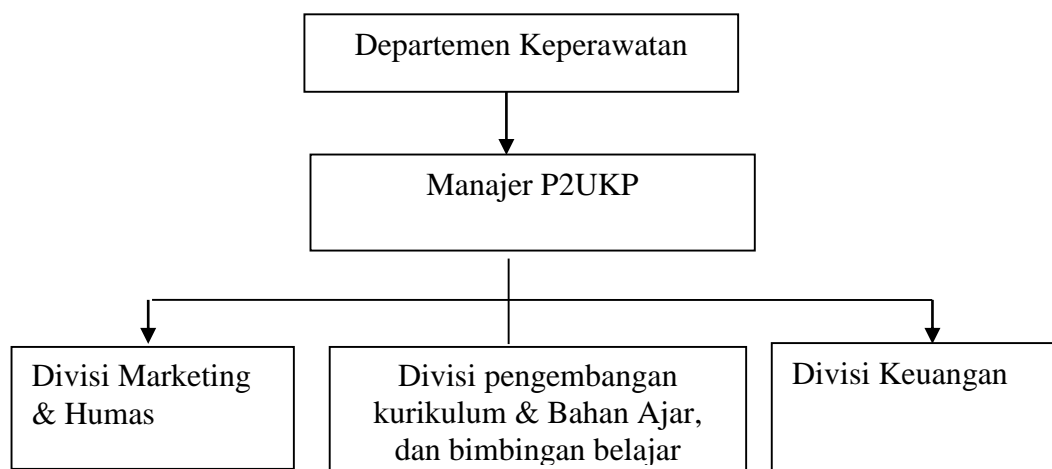 Departemen Keperawatan
Manajer P2UKP
Divisi Marketing
& Humas
Divisi pengembangan
kurikulum & Bahan Ajar,
dan bimbingan belajar
Divisi Keuangan